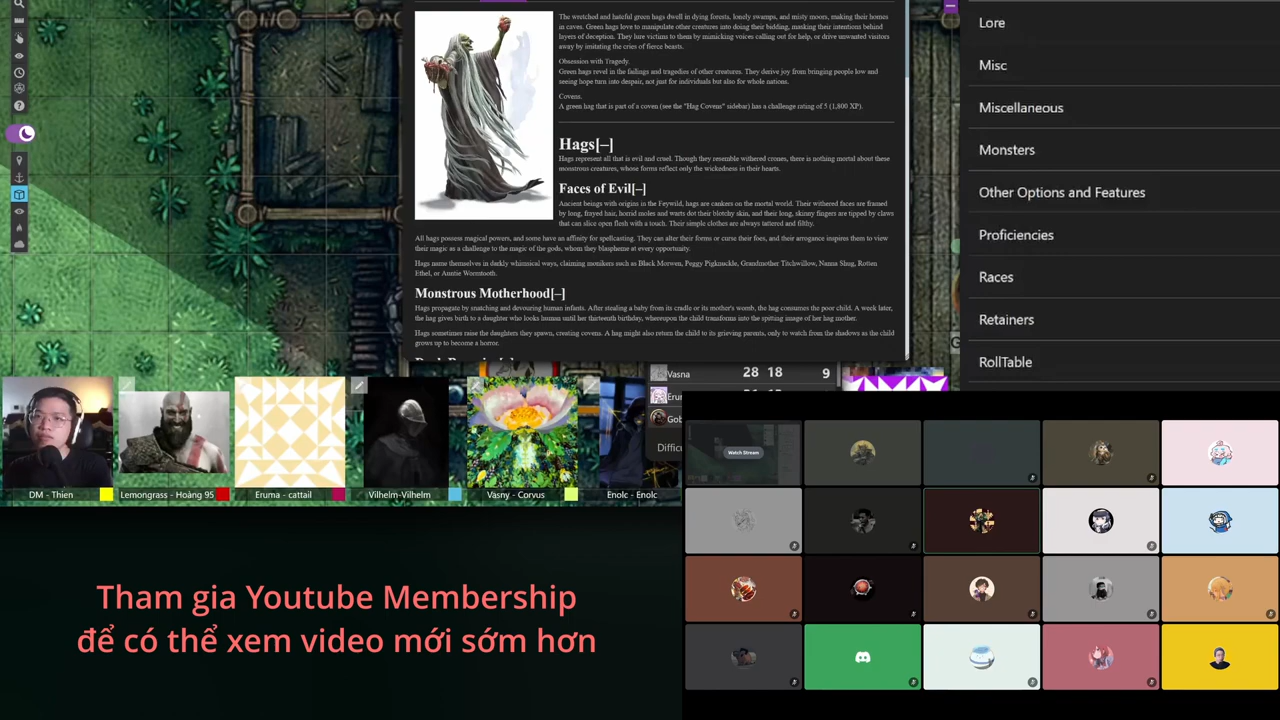 The wretched and hateful green hags dwell in dying forests, lonely swamps, and misty moors, making their homes
in caves. Green hags love to manipulate other creatures into doing their bidding, masking their intentions behind
layers of deception. They lure victims to them by mimicking voices calling out for help, or drive unwanted visitors
away by imitating the cries of fierce beasts.
Obsession with Tragedy.
Green hags revel in the failings and tragedies of other creatures. They derive joy from bringing people low and
seeing hope turn into despair, not just for individuals but also for whole nations.
Covens.
A green hag that is part of a coven (see the "Hag Covens" sidebar) has a challenge rating of 5 (1,800 XP).
Hags[–]
Hags represent all that is evil and cruel. Though they resemble withered crones, there is nothing mortal about these
monstrous creatures, whose forms reflect only the wickedness in their hearts.
Faces of Evil[–]
Ancient beings with origins in the Feywild, hags are cankers on the mortal world. Their withered faces are framed
by long, frayed hair, horrid moles and warts dot their blotchy skin, and their long, skinny fingers are tipped by claws
that can slice open flesh with a touch. Their simple clothes are always tattered and filthy.
All hags possess magical powers, and some have an affinity for spellcasting. They can alter their forms or curse their foes, and their arrogance inspires them to view
their magic as a challenge to the magic of the gods, whom they blaspheme at every opportunity.
Hags name themselves in darkly whimsical ways, claiming monikers such as Black Morwen, Peggy Pigknuckle, Grandmother Titchwillow, Nanna Shug, Rotten
Ethel, or Auntie Wormtooth.
Monstrous Motherhood[–]
Hags propagate by snatching and devouring human infants. After stealing a baby from its cradle or its mother's womb, the hag consumes the poor child. A week later,
the hag gives birth to a daughter who looks human until her thirteenth birthday, whereupon the child transforms into the spitting image of her hag mother.
Hags sometimes raise the daughters they spawn, creating covens. A hag might also return the child to its grieving parents, only to watch from the shadows as the child
grows up to become a horror.
Lore
Misc
Miscellaneous
Monsters
Other Options and Features
Proficiencies
Races
Retainers
RollTable
Vasna 28 18 9
Erum
Gob
Difficu
DM - Thien
Lemongrass - Hoàng 95
Eruma - cattail
Vilhelm-Vilhelm
Vasny - Corvus
Enolc - Enolc
Watch Stream
Tham gia Youtube Membership
để có thể xem video mới sớm hơn